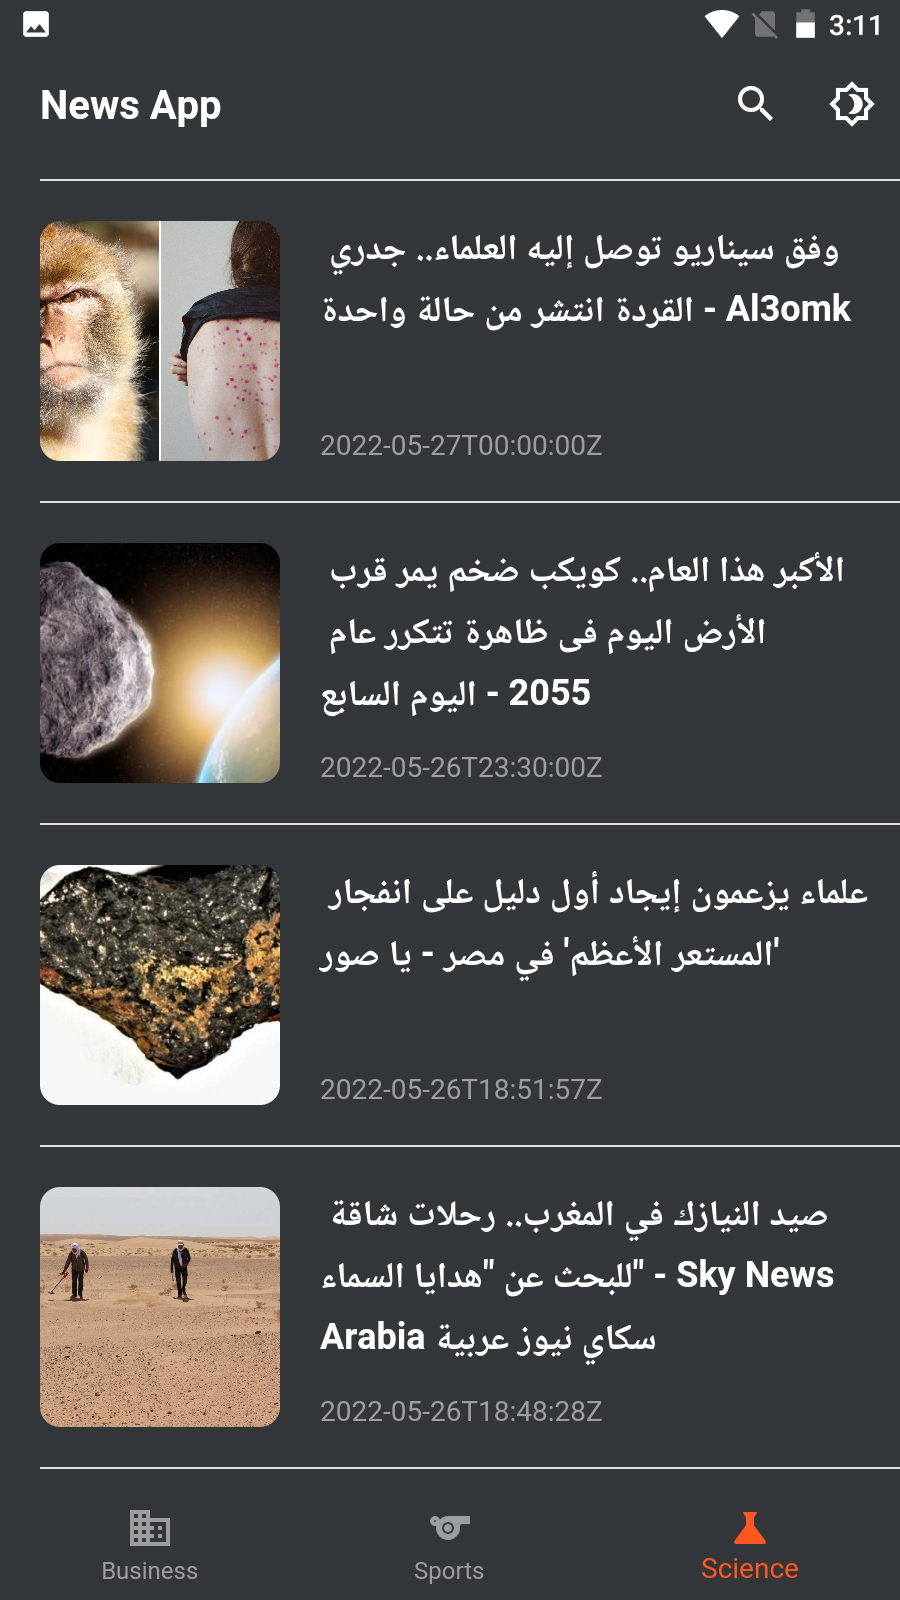 3:11
News App
وفق سيناريو توصل إليه العلماء.. جدري
القردة انتشر من حالة واحدة - Al3omk
2022-05-27T00:00:00Z
الأكبر هذا العام.. كويكب ضخم يمر قرب
الأرض اليوم فى ظاهرة تتكرر عام
2055 - اليوم السابع
2022-05-26T23:30:00Z
علماء يزعمون إيجاد أول دليل على انفجار
'المستعر الأعظم' في مصر - يا صور
2022-05-26T18:51:57Z
صيد النيازك في المغرب.. رحلات شاقة
للبحث عن "هدايا السماء" - Sky News
Arabia سكاي نيوز عربية
2022-05-26T18:48:28Z
Business
Sports
Science